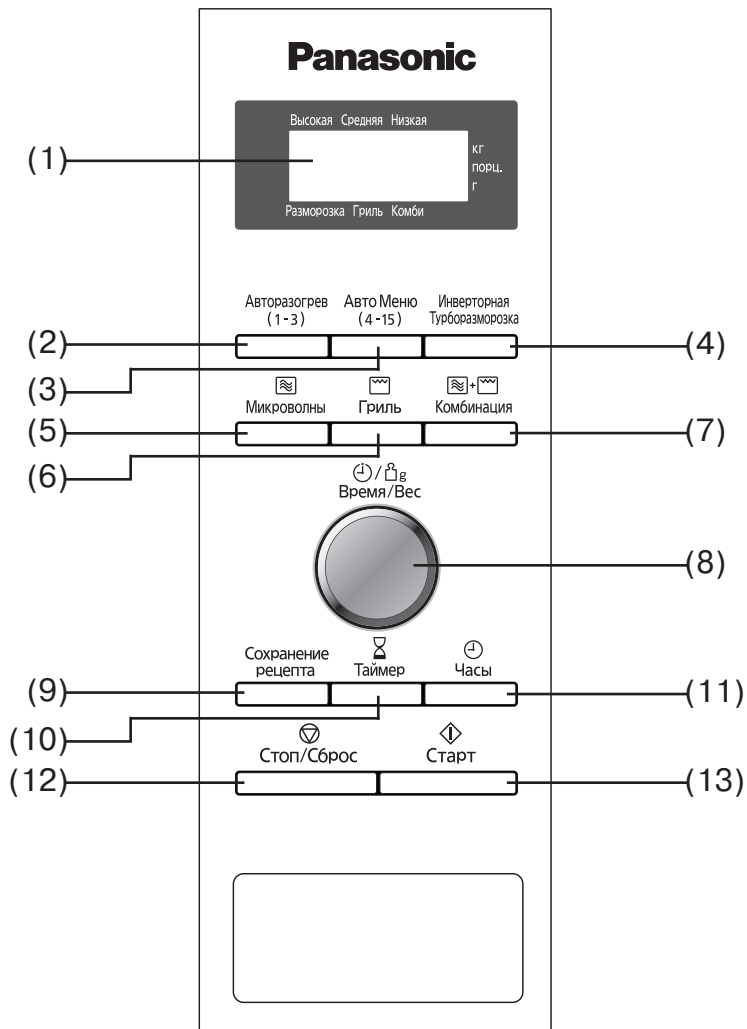 Panasonic
Высокая Средняя Низкая
(1)
кг
порц.
г
Разморозка Гриль Комби
Авторазогрев
(1-3)
Авто Меню
(4-15)
Инверторная
Турборазморозка
(2)
(3)
(4)
Микроволны
Гриль
Комбинация
(5)
(6)
(7)
g
Время/Вес
(8)
Сохранение
рецепта
Таймер
Часы
(9)
(10)
(11)
Стоп/Сброс
Старт
(12)
(13)